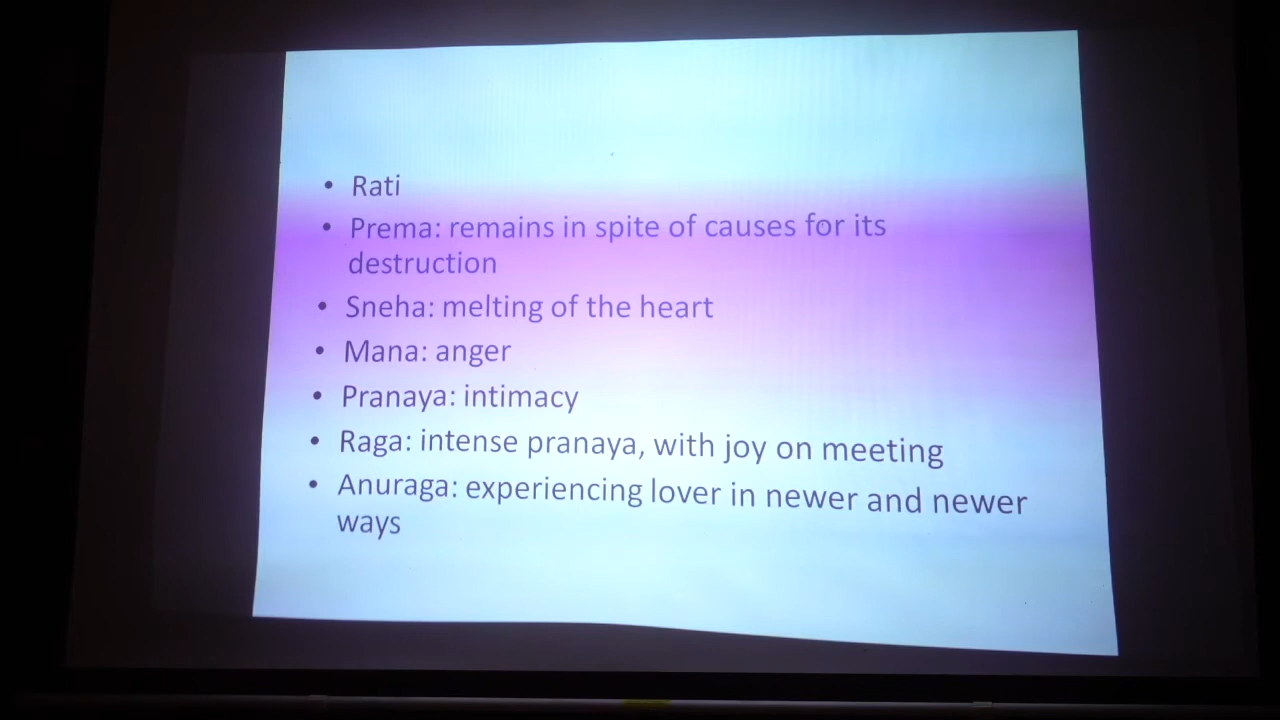 • Rati
• Prema: remains in spite of causes for its
destruction
• Sneha: melting of the heart
• Mana: anger
• Pranaya: intimacy
• Raga: intense pranaya, with joy on meeting
• Anuraga: experiencing lover in newer and newer
ways